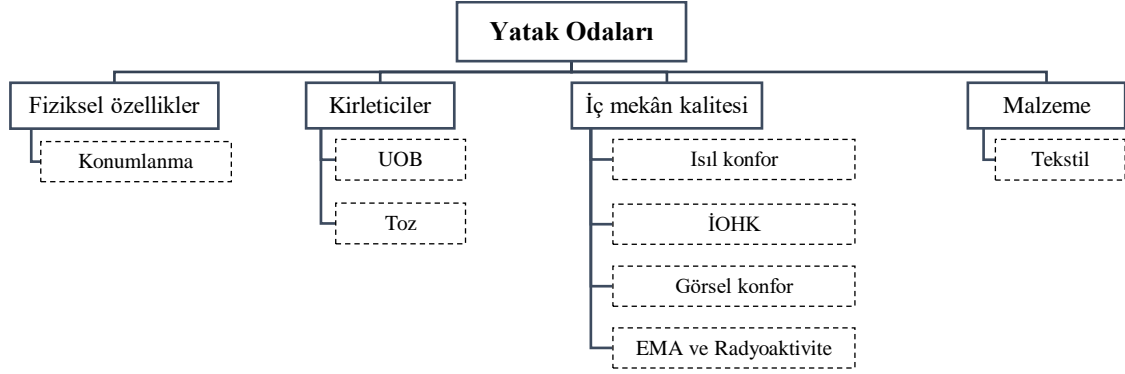 Yatak Odaları
Fiziksel özellikler
Konumlanma
Kirleticiler
UOB
Toz
İç mekân kalitesi
Isıl konfor
İOHK
Görsel konfor
EMA ve Radyoaktivite
Malzeme
Tekstil